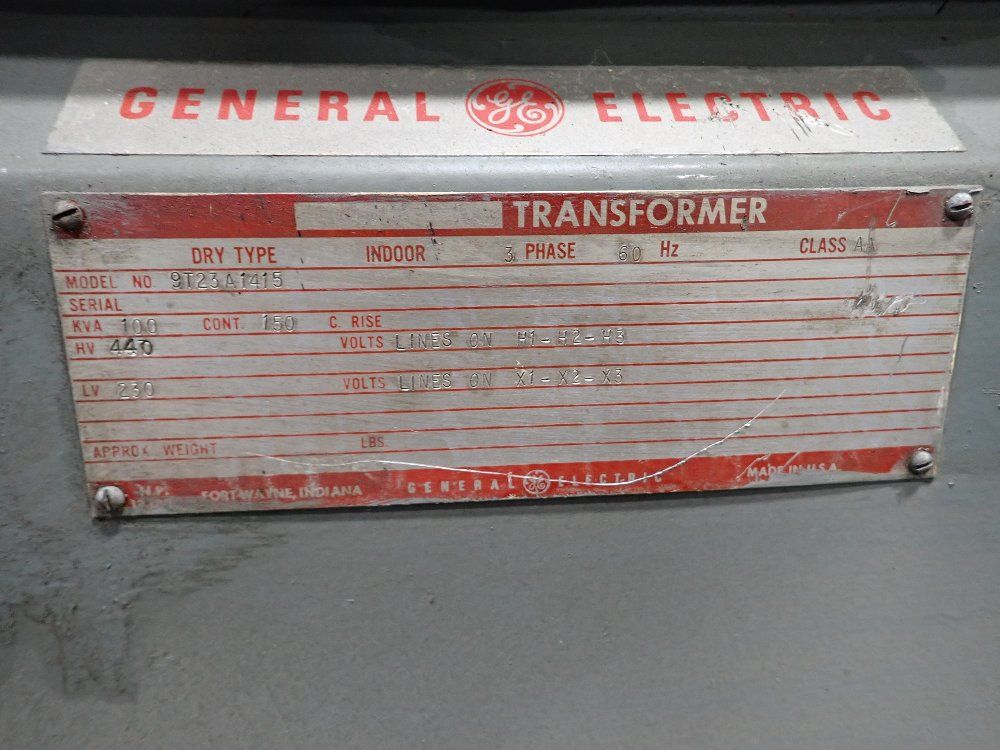 GENERAL GE ELECTRIC
TRANSFORMER
DRY TYPE INDOOR 3 PHASE 60 Hz CLASS AA
MODEL NO. 9T23A1415
SERIAL
KVA 100 CONT. 150 C. RISE
HV 440 VOLTS LINES ON H1-H2-H3
LV 230 VOLTS LINES ON X1-X2-X3
APPROX. WEIGHT LBS.
FORT WAYNE, INDIANA GENERAL GE ELECTRIC MADE IN U.S.A.